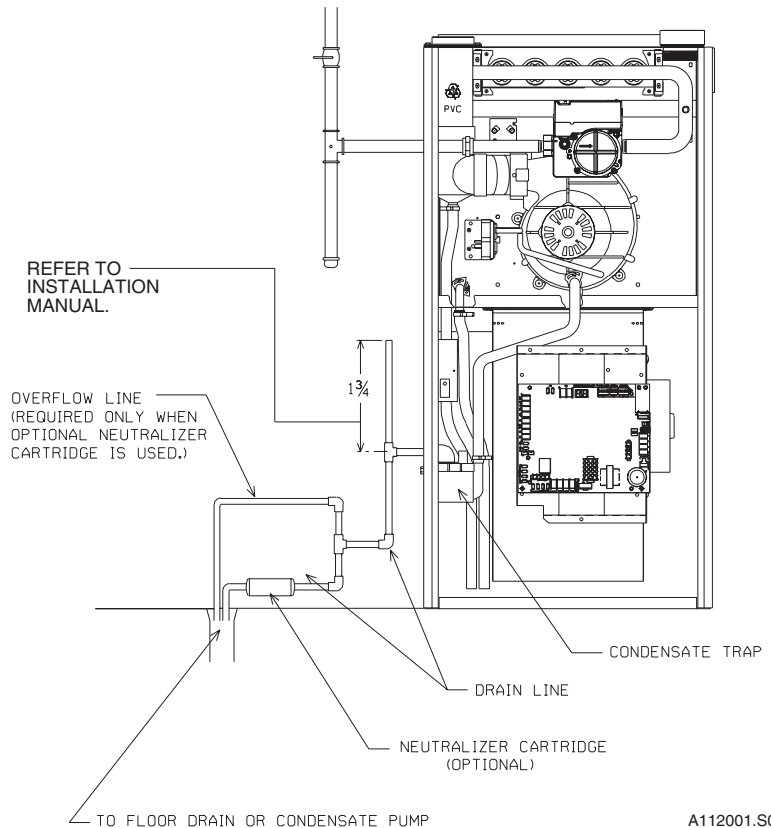 PVC
REFER TO
INSTALLATION
MANUAL.
1¾
OVERFLOW LINE
(REQUIRED ONLY WHEN
OPTIONAL NEUTRALIZER
CARTRIDGE IS USED.)
CONDENSATE TRAP
DRAIN LINE
NEUTRALIZER CARTRIDGE
(OPTIONAL)
TO FLOOR DRAIN OR CONDENSATE PUMP